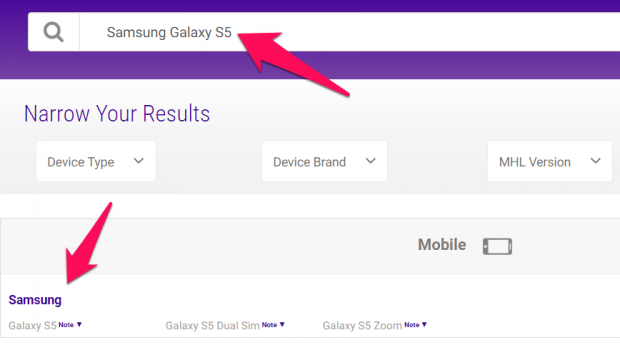 Samsung Galaxy S5
Narrow Your Results
Device Type Device Brand MHL Version
Mobile
Samsung
Galaxy S5 Note ▼ Galaxy S5 Dual Sim Note ▼ Galaxy S5 Zoom Note ▼